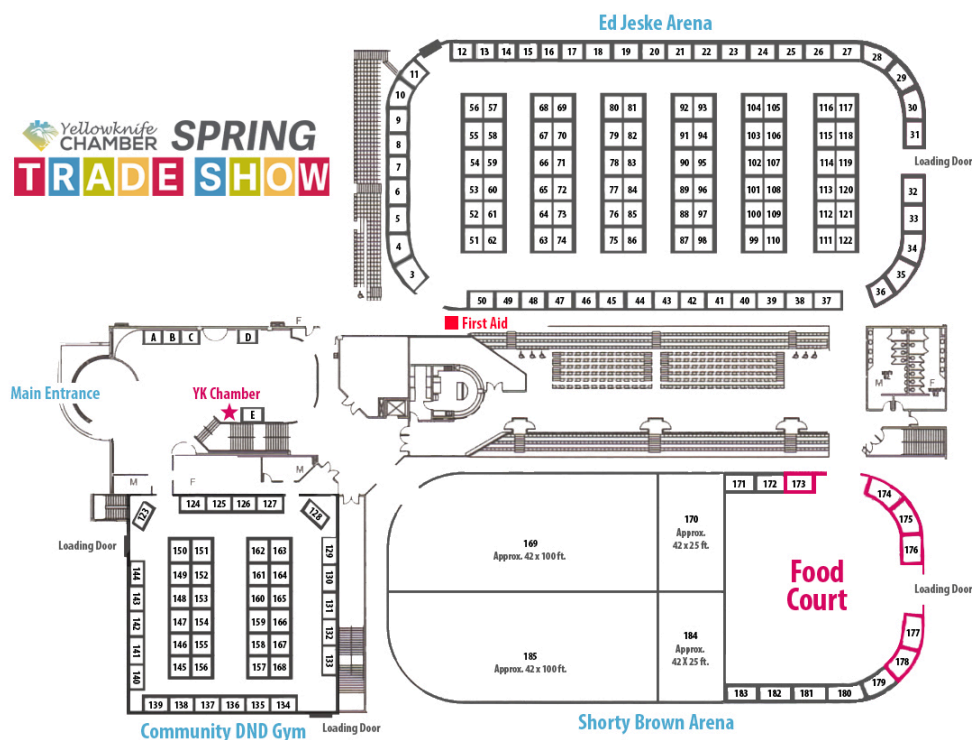 Ed Jeske Arena
Yellowknife
CHAMBER
SPRING
TRADE SHOW
12 13 14 15 16 17 18 19 20 21 22 23 24 25 26 27
28
11
29
10
30
9
31
8
7
6
5
4
3
56 57 68 69 80 81 92 93 104 105 116 117
55 58 67 70 79 82 91 94 103 106 115 118
54 59 66 71 78 83 90 95 102 107 114 119
53 60 65 72 77 84 89 96 101 108 113 120
52 61 64 73 76 85 88 97 100 109 112 121
51 62 63 74 75 86 87 98 99 110 111 122
Loading Door
32
33
34
35
36
50 49 48 47 46 45 44 43 42 41 40 39 38 37
First Aid
F
A B C D
Main Entrance
YK Chamber
E
M F
M F M
M F
123
124 125 126 127
128
Loading Door
150 151 162 163
149 152 161 164
148 153 160 165
147 154 159 166
146 155 158 167
145 156 157 168
144
143
142
141
140
129
130
131
132
133
139 138 137 136 135 134
Community DND Gym
Loading Door
169
Approx. 42 x 100 ft.
170
Approx.
42 x 25 ft.
185
Approx. 42 x 100 ft.
184
Approx.
42 X 25 ft.
171 172 173
174
175
176
Food
Court
Loading Door
177
178
179
183 182 181 180
Shorty Brown Arena